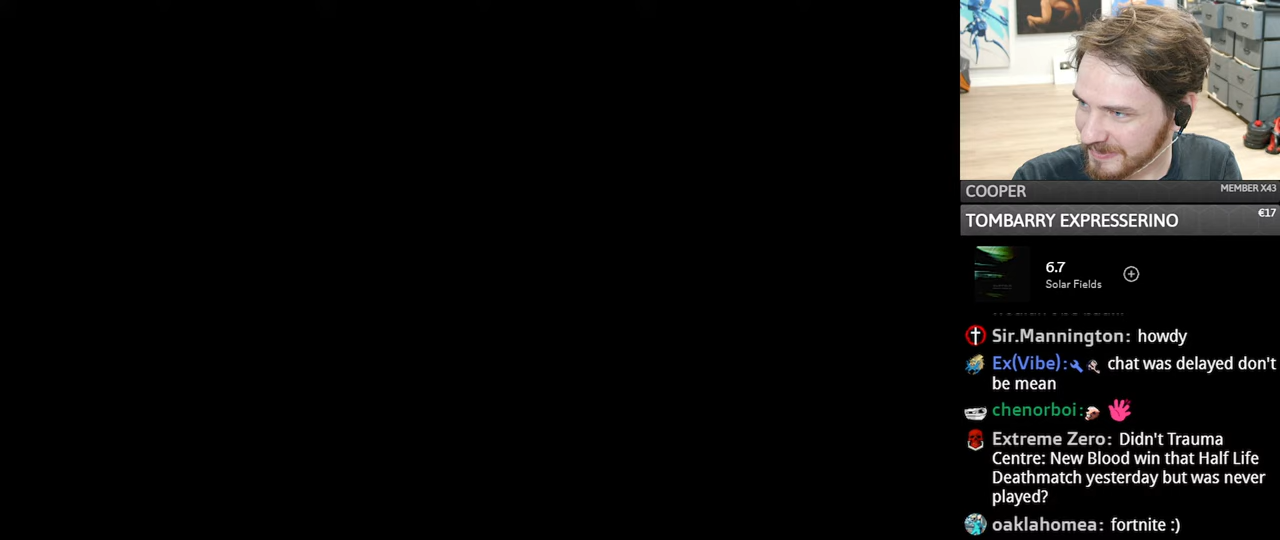 COOPER
MEMBER X43
TOMBARRY EXPRESSERINO
€17
6.7
Solar Fields
Sir.Mannington: howdy
Ex(Vibe): chat was delayed don't
be mean
chenorboi:
Extreme Zero: Didn't Trauma
Centre: New Blood win that Half Life
Deathmatch yesterday but was never
played?
oaklahomea: fortnite :)